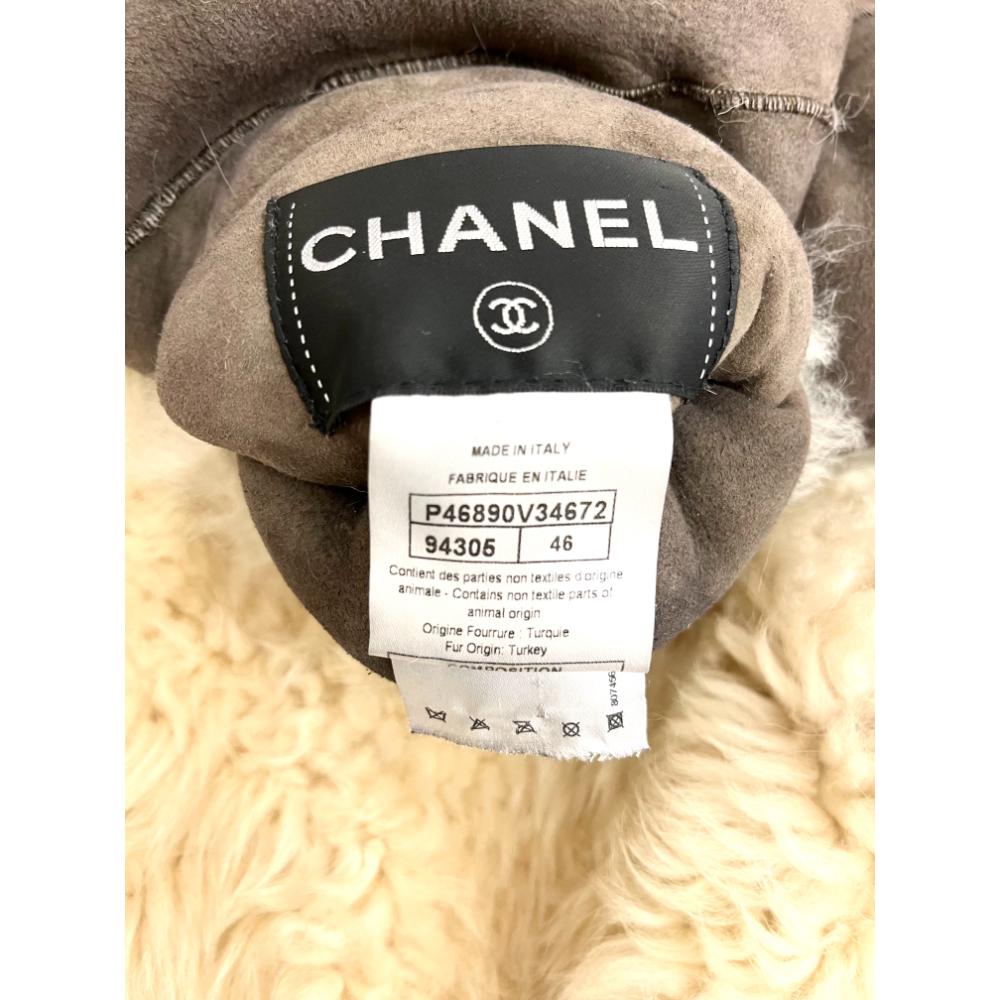 CHANEL
MADE IN ITALY
FABRIQUE EN ITALIE
P46890V34672
94305 46
Contient des parties non textiles d'origine
animale - Contains non textile parts of
animal origin
Origine Fourrure : Turquie
Fur Origin: Turkey
COMPOSITION
807456